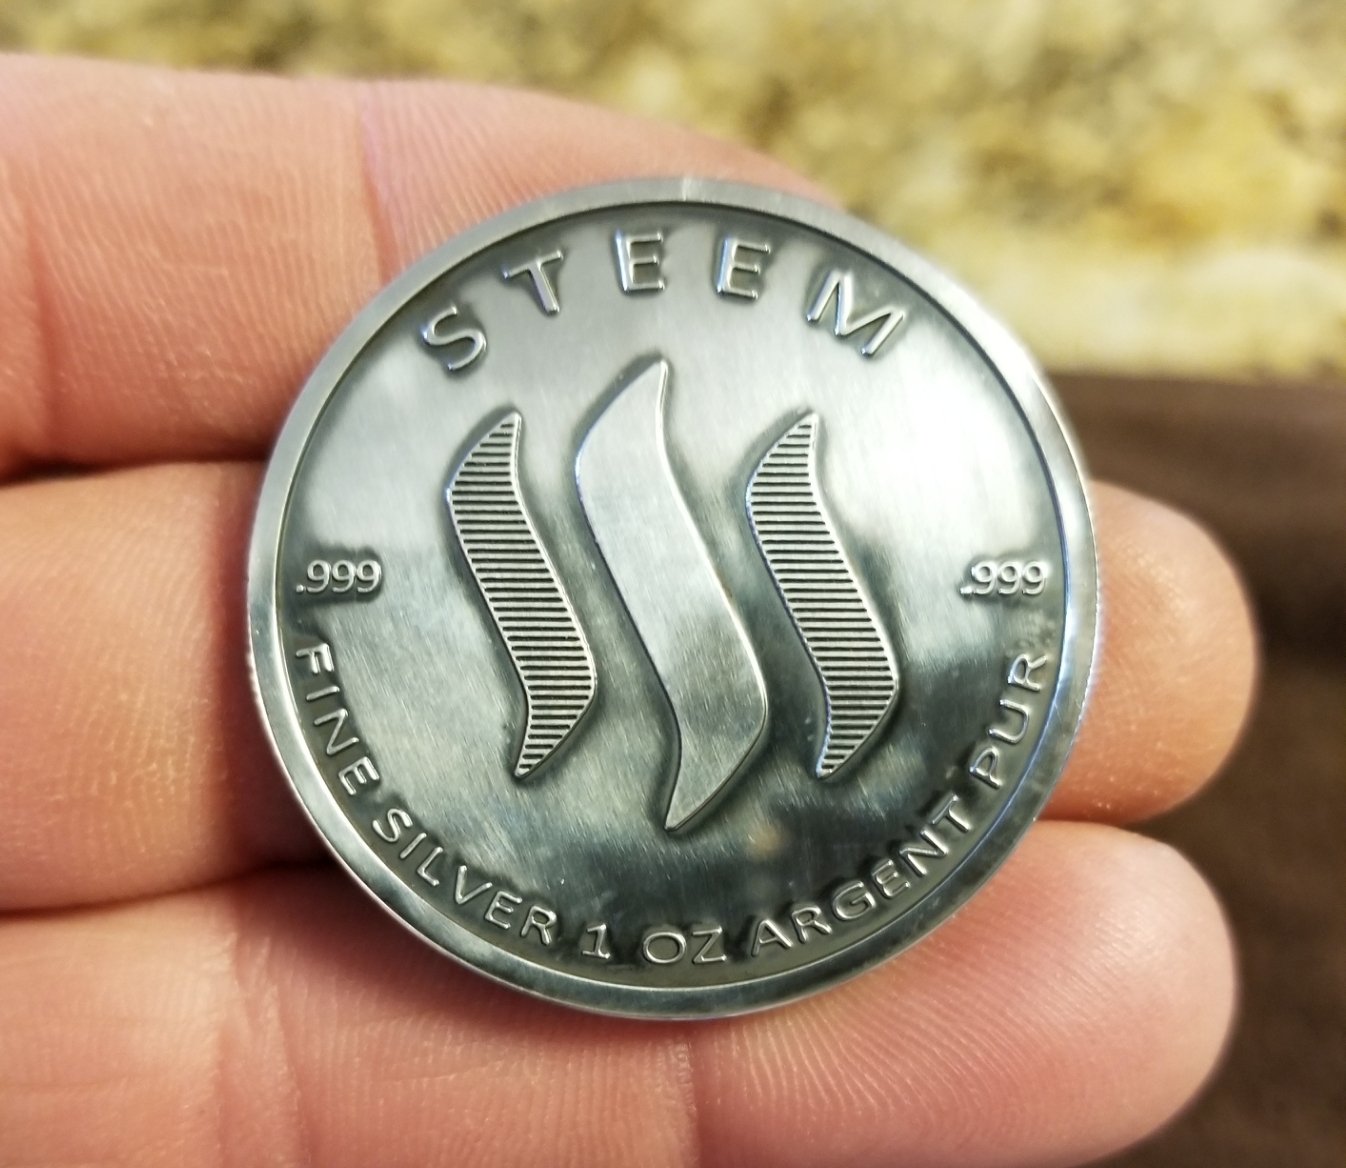 STEEM
.999
.999
FINE SILVER 1 OZ ARGENT PUR